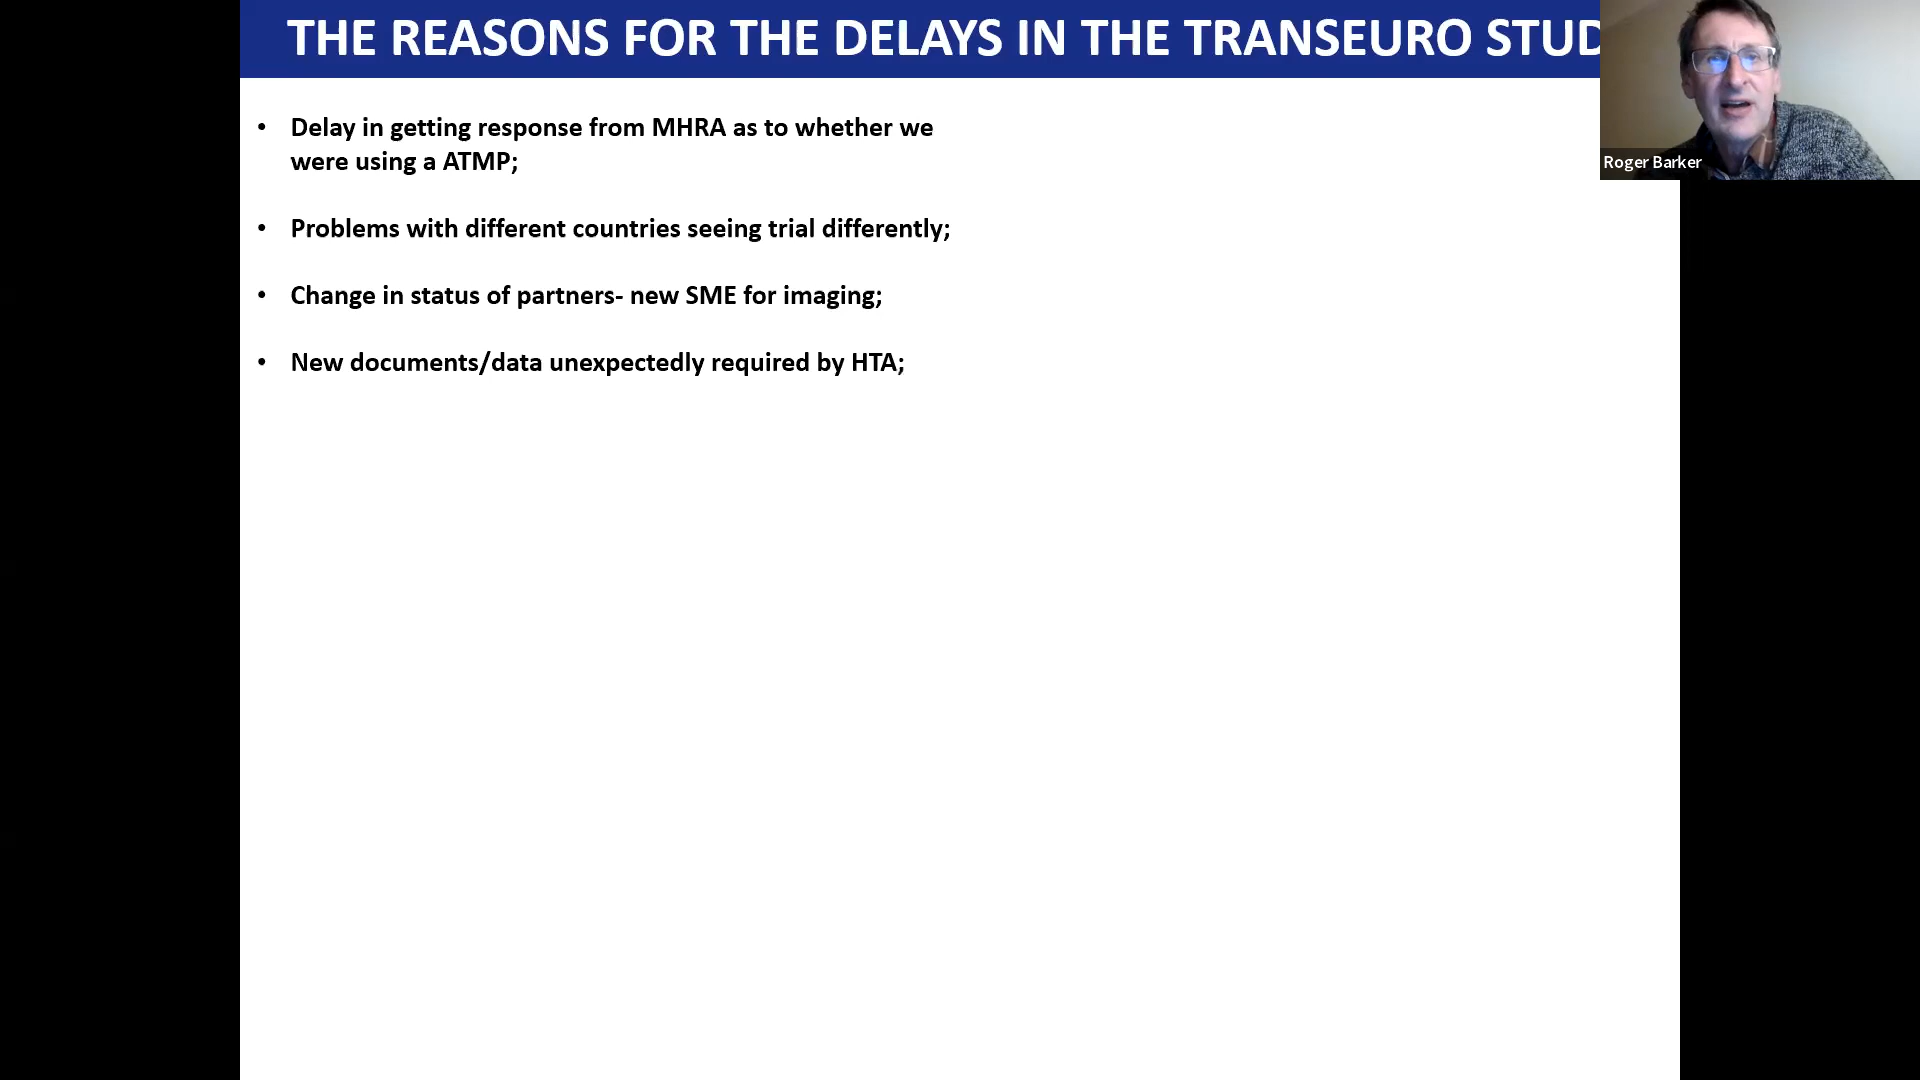 THE REASONS FOR THE DELAYS IN THE TRANSEURO STUD
• Delay in getting response from MHRA as to whether we
were using a ATMP;
• Problems with different countries seeing trial differently;
• Change in status of partners- new SME for imaging;
• New documents/data unexpectedly required by HTA;
Roger Barker